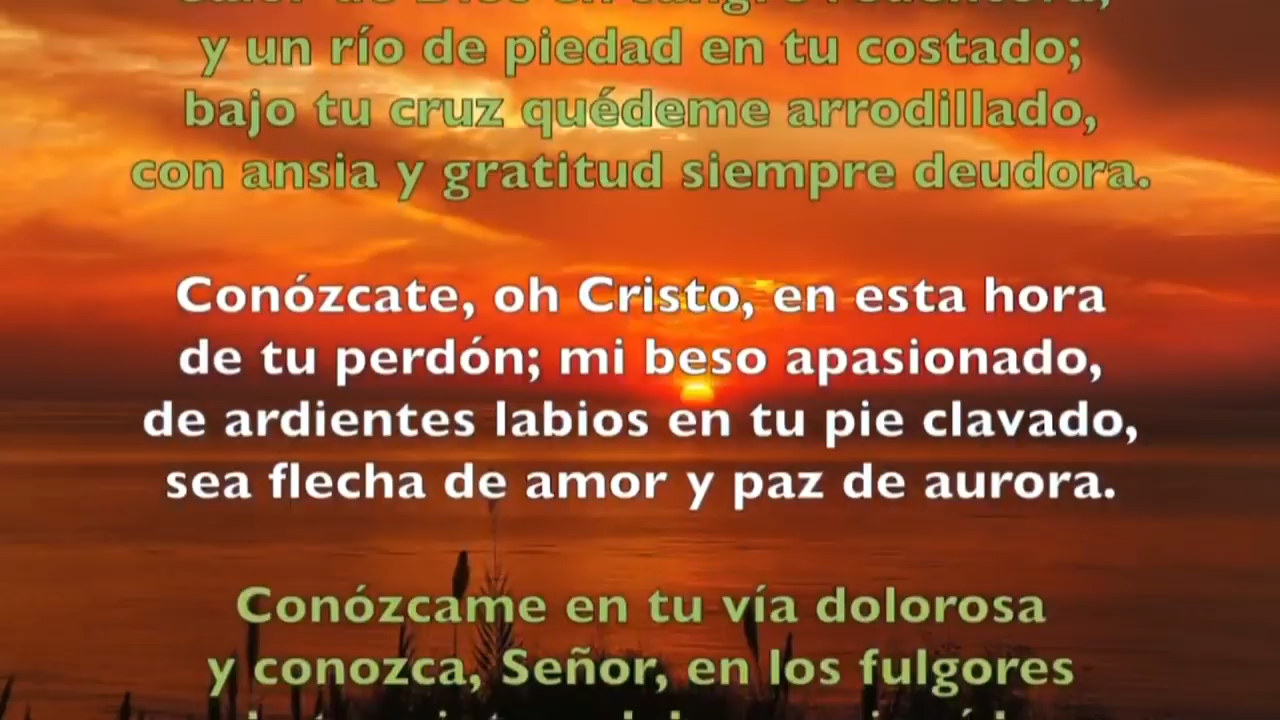 y un río de piedad en tu costado;
bajo tu cruz quédeme arrodillado,
con ansia y gratitud siempre deudora.
Conózcate, oh Cristo, en esta hora
de tu perdón; mi beso apasionado,
de ardientes labios en tu pie clavado,
sea flecha de amor y paz de aurora.
Conózcame en tu vía dolorosa
y conozca, Señor, en los fulgores